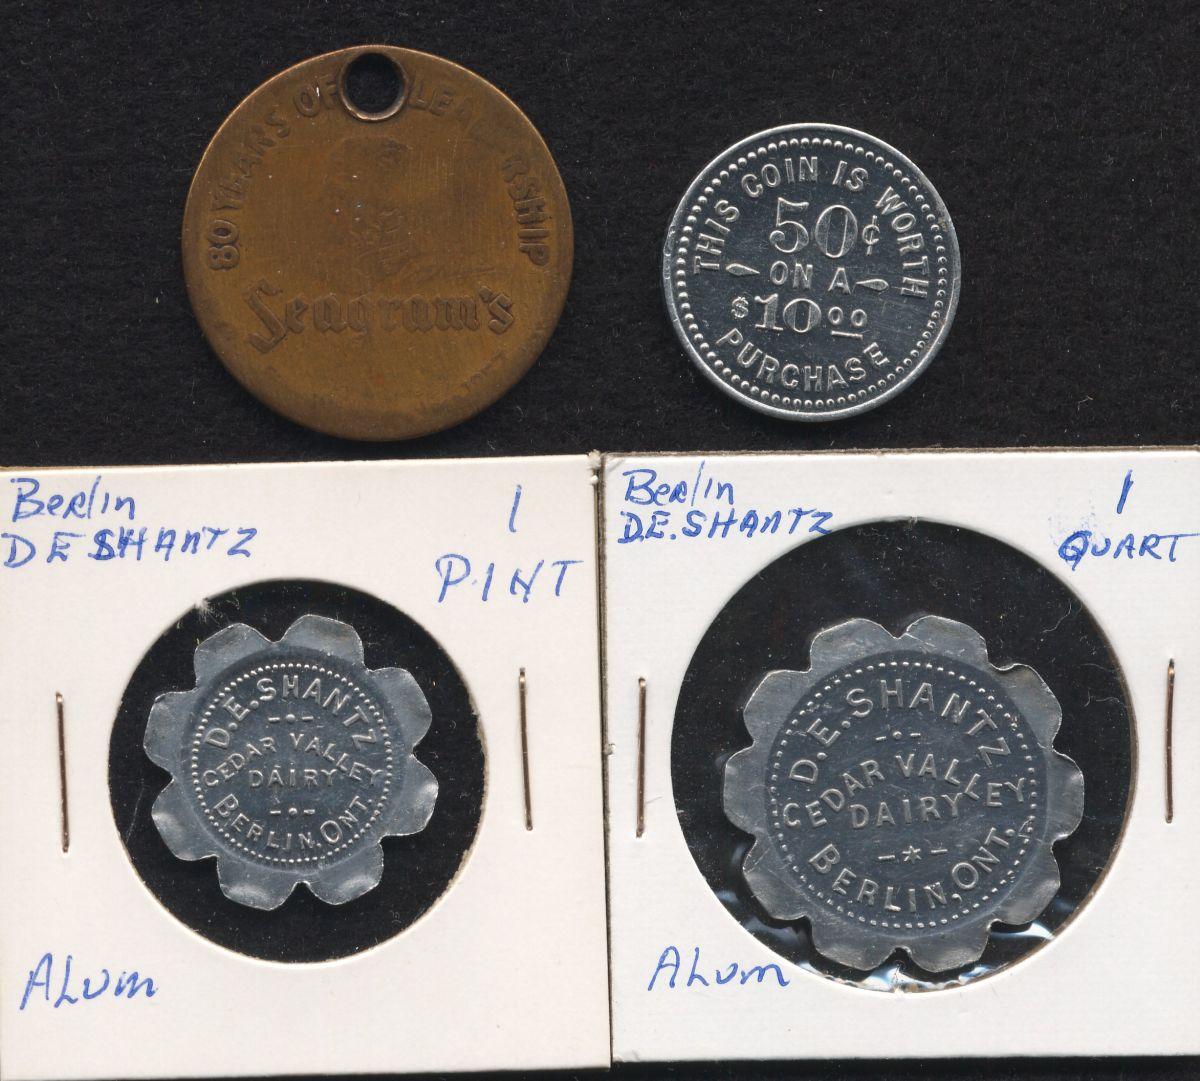 80 YEARS OF LEADERSHIP
Seagram's
THIS COIN IS WORTH
50¢
ON A
$10.00
PURCHASE
Berlin
D E SHANTZ
1
PINT
D.E. SHANTZ
CEDAR VALLEY
DAIRY
BERLIN, ONT.
ALUM
Berlin
D.E. SHANTZ
1
QUART
D.E. SHANTZ
CEDAR VALLEY
DAIRY
BERLIN, ONT.
ALUM